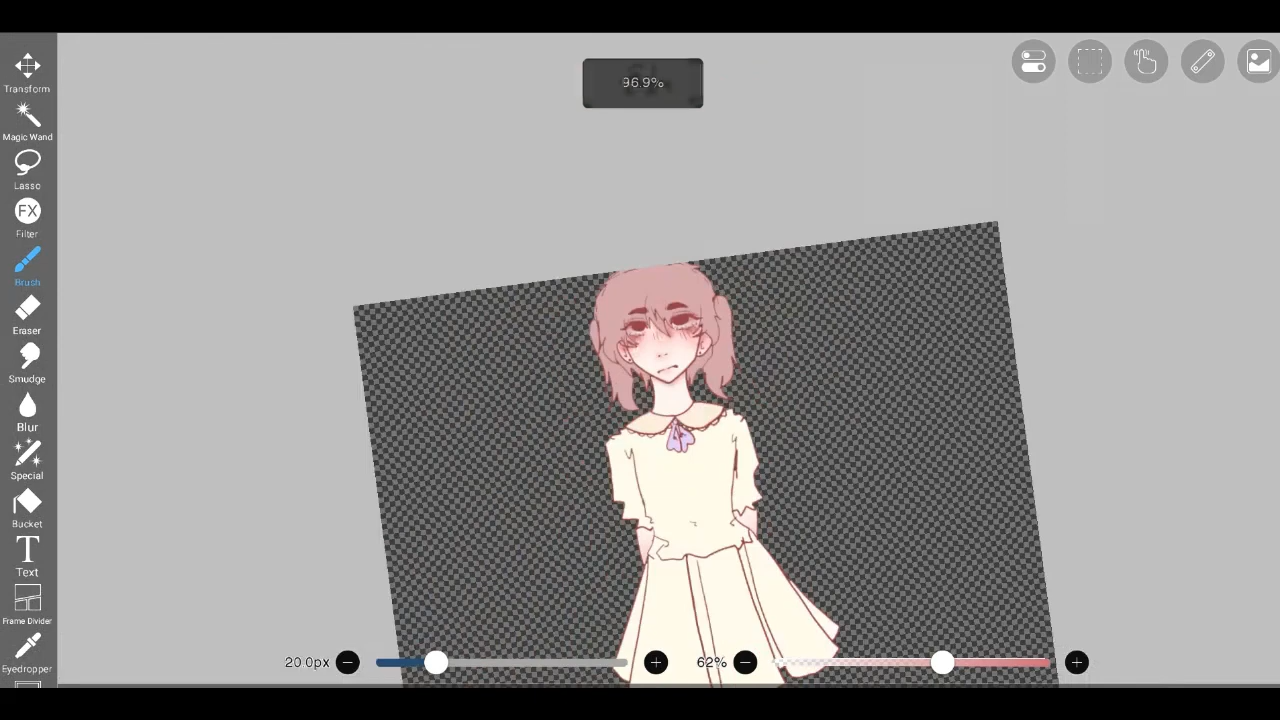 96.9%
Transform
Magic Wand
Lasso
FX
Filter
Brush
Eraser
Smudge
Blur
Special
Bucket
T
Text
Frame Divider
Eyedropper
20.0px
62%